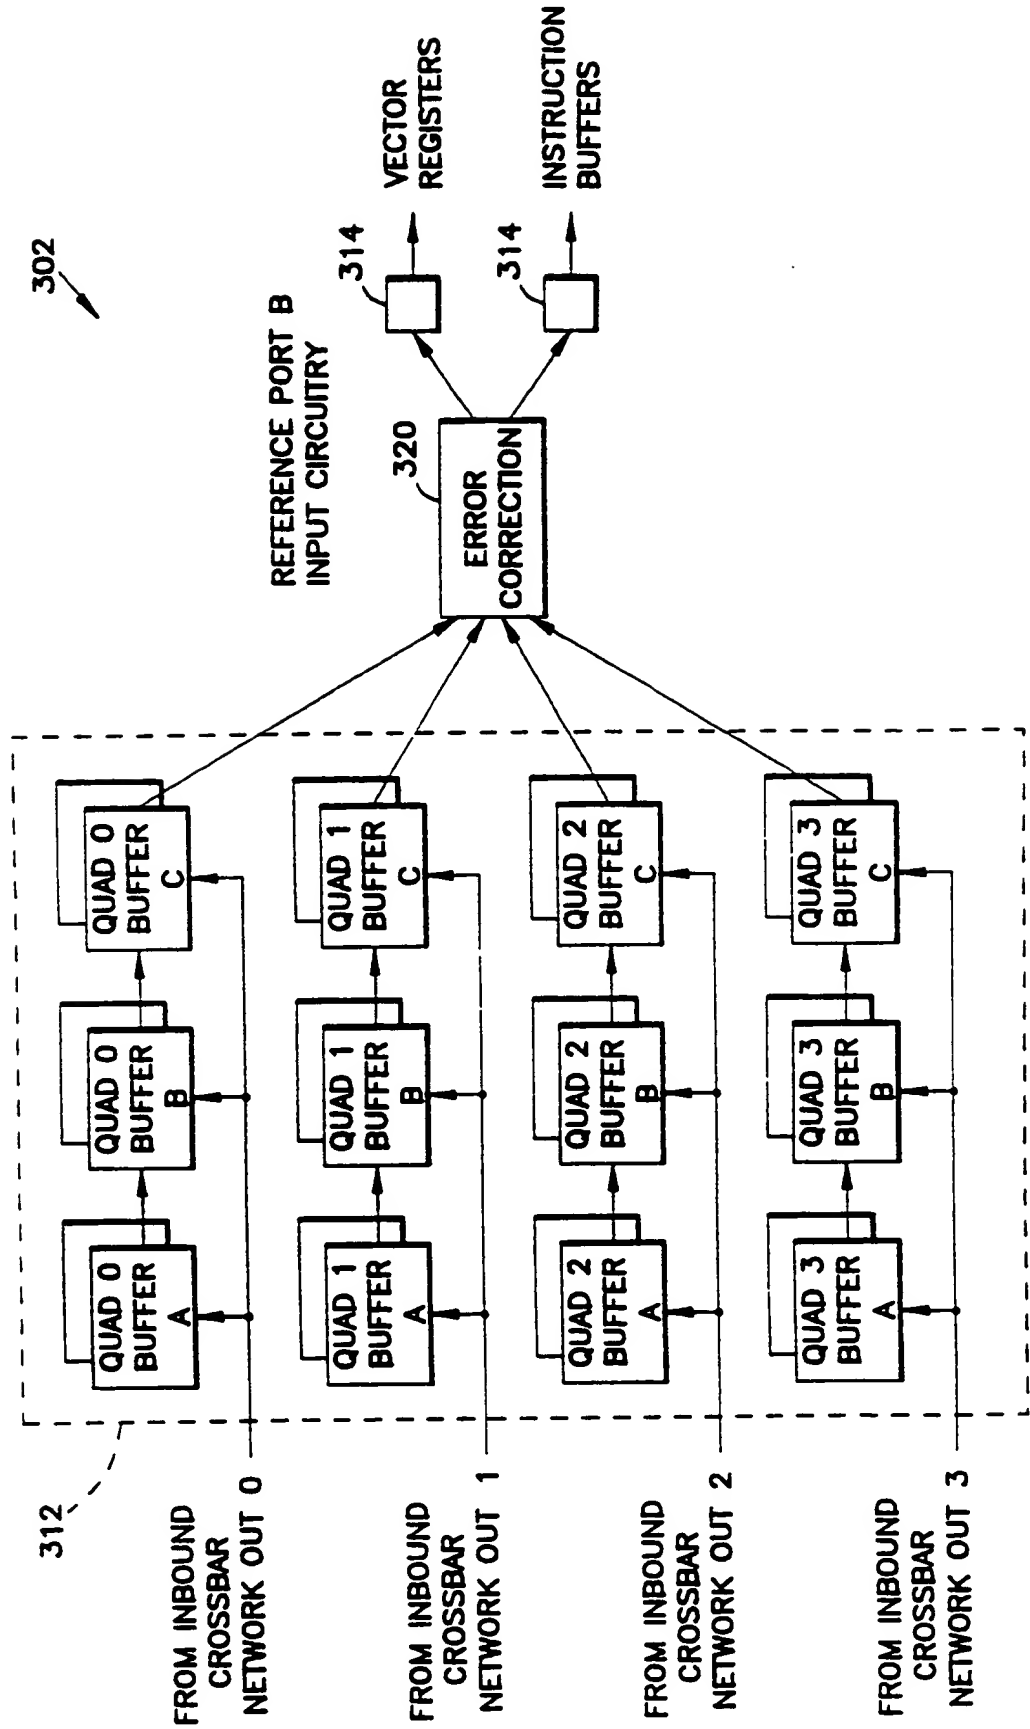 302
REFERENCE PORT B
INPUT CIRCUITRY
312
QUAD 0
BUFFER
A
QUAD 0
BUFFER
B
QUAD 0
BUFFER
C
FROM INBOUND
CROSSBAR
NETWORK OUT 0
QUAD 1
BUFFER
A
QUAD 1
BUFFER
B
QUAD 1
BUFFER
C
FROM INBOUND
CROSSBAR
NETWORK OUT 1
QUAD 2
BUFFER
A
QUAD 2
BUFFER
B
QUAD 2
BUFFER
C
FROM INBOUND
CROSSBAR
NETWORK OUT 2
QUAD 3
BUFFER
A
QUAD 3
BUFFER
B
QUAD 3
BUFFER
C
FROM INBOUND
CROSSBAR
NETWORK OUT 3
320
ERROR
CORRECTION
314
VECTOR
REGISTERS
314
INSTRUCTION
BUFFERS